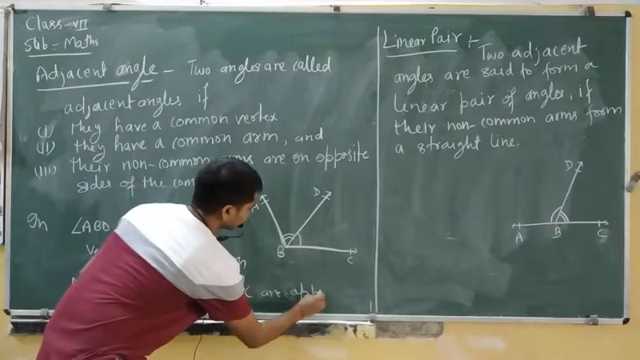 Class-VII
Sub - Maths
Adjacent angle - Two angles are called
adjacent angles if
(i) They have a common vertex
(ii) they have a common arm, and
(iii) their non-common arms are on opposite
sides of the
In ∠ABD
are
D
B
C
Linear Pair :- Two adjacent
angles are said to form a
linear pair of angles, if
their non-common arms form
a straight line.
D
A B C